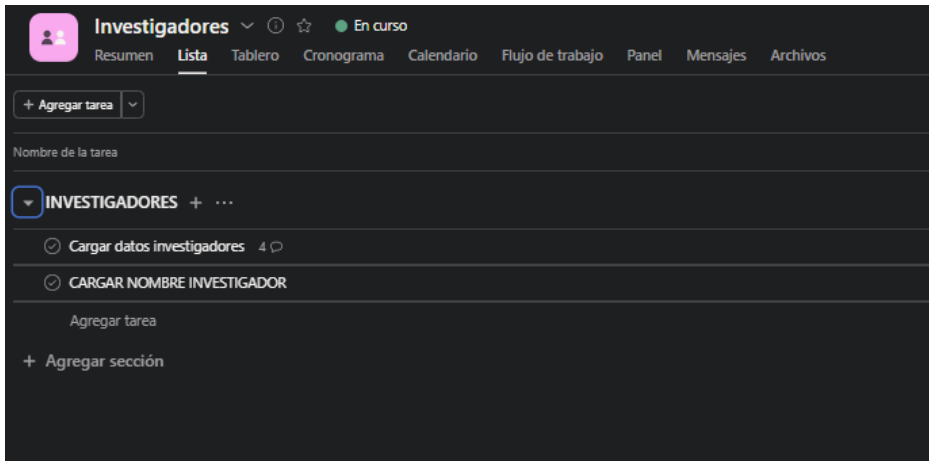 Investigadores En curso
Resumen Lista Tablero Cronograma Calendario Flujo de trabajo Panel Mensajes Archivos
+ Agregar tarea
Nombre de la tarea
INVESTIGADORES + ...
Cargar datos investigadores 4
CARGAR NOMBRE INVESTIGADOR
Agregar tarea
+ Agregar sección